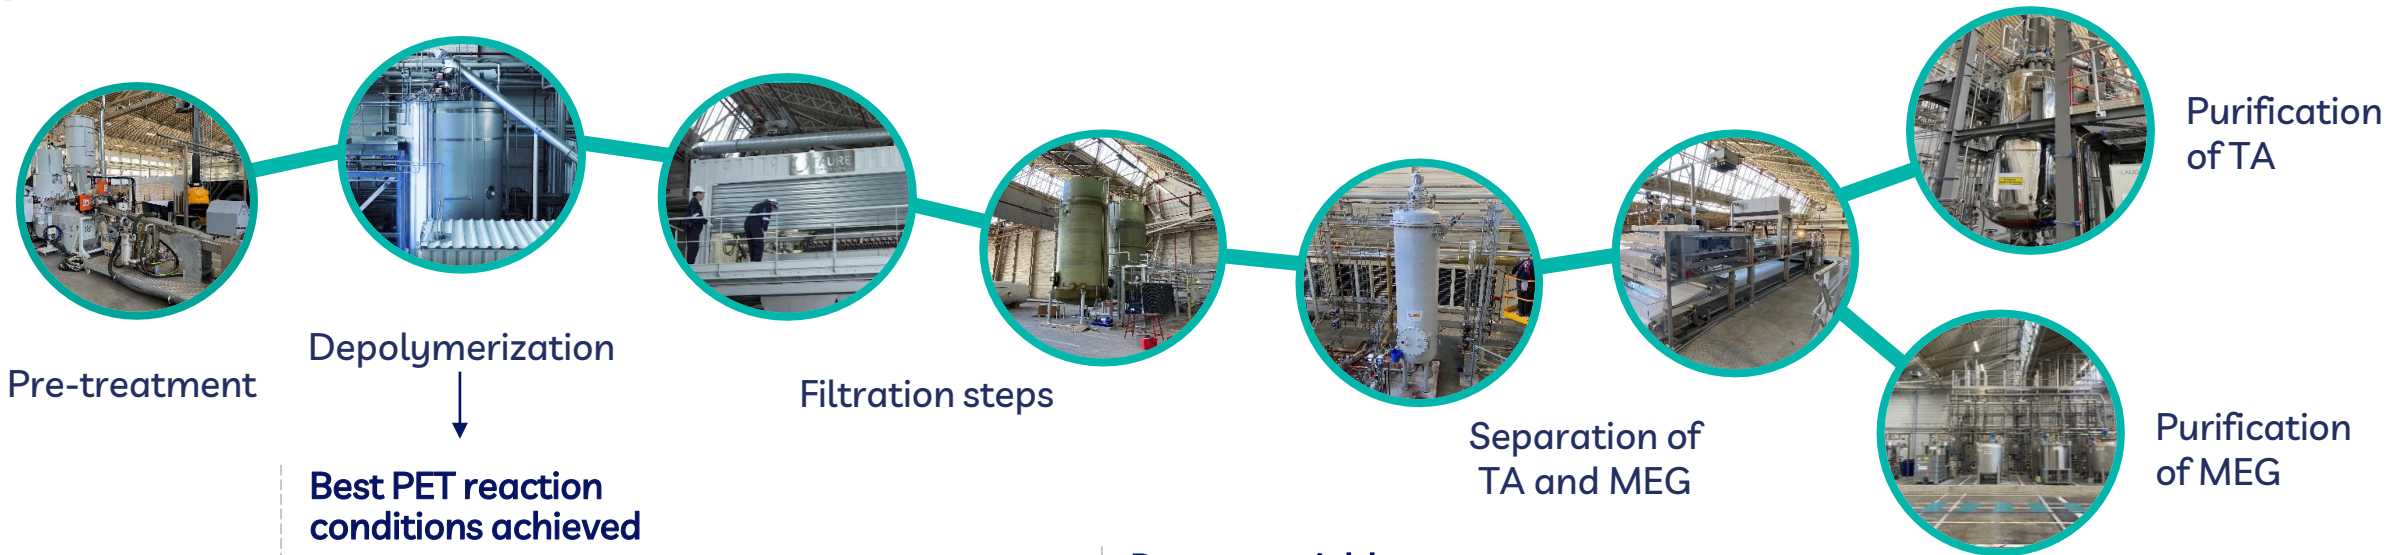 Purification
of TA
Depolymerization
Pre-treatment
Filtration steps
Separation of
TA and MEG
Purification
of MEG
Best PET reaction
conditions achieved